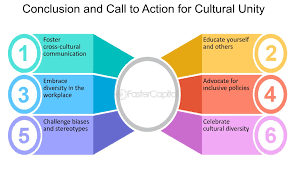 Conclusion and Call to Action for Cultural Unity
1
Foster
cross-cultural
communication
Educate yourself
and others
2
3
Embrace
diversity in the
workplace
Advocate for
inclusive policies
4
FasterCapital
5
Challenge biases
and stereotypes
Celebrate
cultural diversity
6